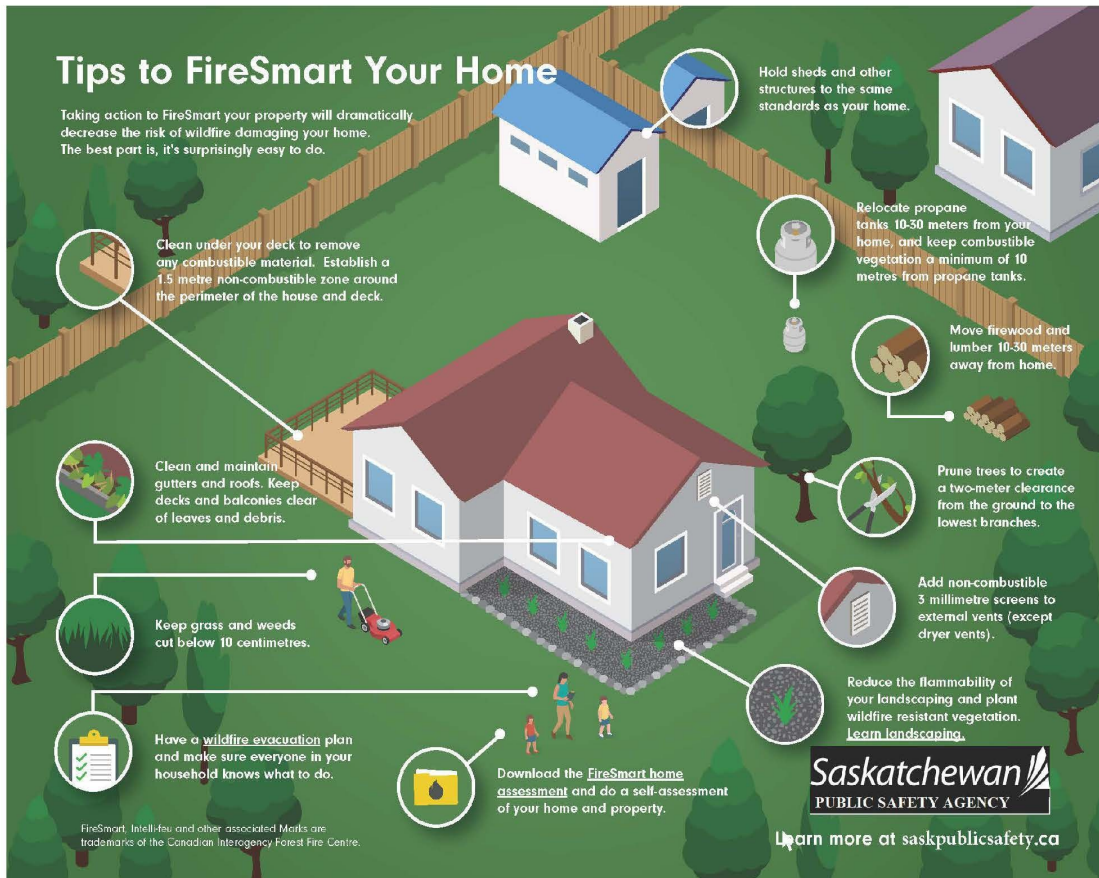 Tips to FireSmart Your Home
Taking action to FireSmart your property will dramatically
decrease the risk of wildfire damaging your home.
The best part is, it's surprisingly easy to do.
Hold sheds and other
structures to the same
standards as your home.
Relocate propane
tanks 10-30 meters from your
home, and keep combustible
vegetation a minimum of 10
metres from propane tanks.
Clean under your deck to remove
any combustible material. Establish a
1.5 metre non-combustible zone around
the perimeter of the house and deck.
Move firewood and
lumber 10-30 meters
away from home.
Clean and maintain
gutters and roofs. Keep
decks and balconies clear
of leaves and debris.
Prune trees to create
a two-meter clearance
from the ground to the
lowest branches.
Add non-combustible
3 millimetre screens to
external vents (except
dryer vents).
Keep grass and weeds
cut below 10 centimetres.
Reduce the flammability of
your landscaping and plant
wildfire resistant vegetation.
Learn landscaping.
Have a wildfire evacuation plan
and make sure everyone in your
household knows what to do.
Download the FireSmart home
assessment and do a self-assessment
of your home and property.
Saskatchewan
PUBLIC SAFETY AGENCY
FireSmart, Intelli-feu and other associated Marks are
trademarks of the Canadian Interagency Forest Fire Centre.
Learn more at saskpublicsafety.ca